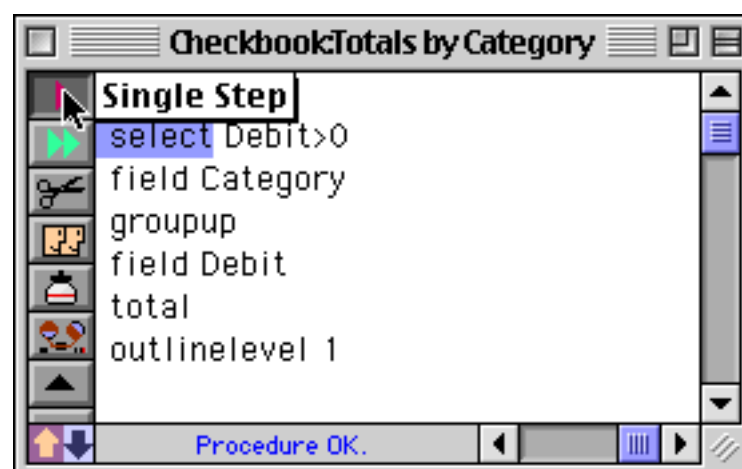 Checkbook:Totals by Category
Single Step
select Debit>0
field Category
groupup
field Debit
total
outlinelevel 1
Procedure OK.